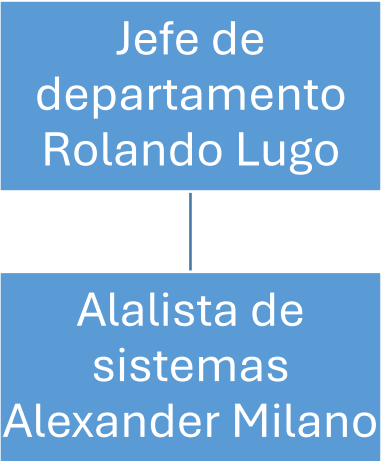 Jefe de
departamento
Rolando Lugo
Alalista de
sistemas
Alexander Milano